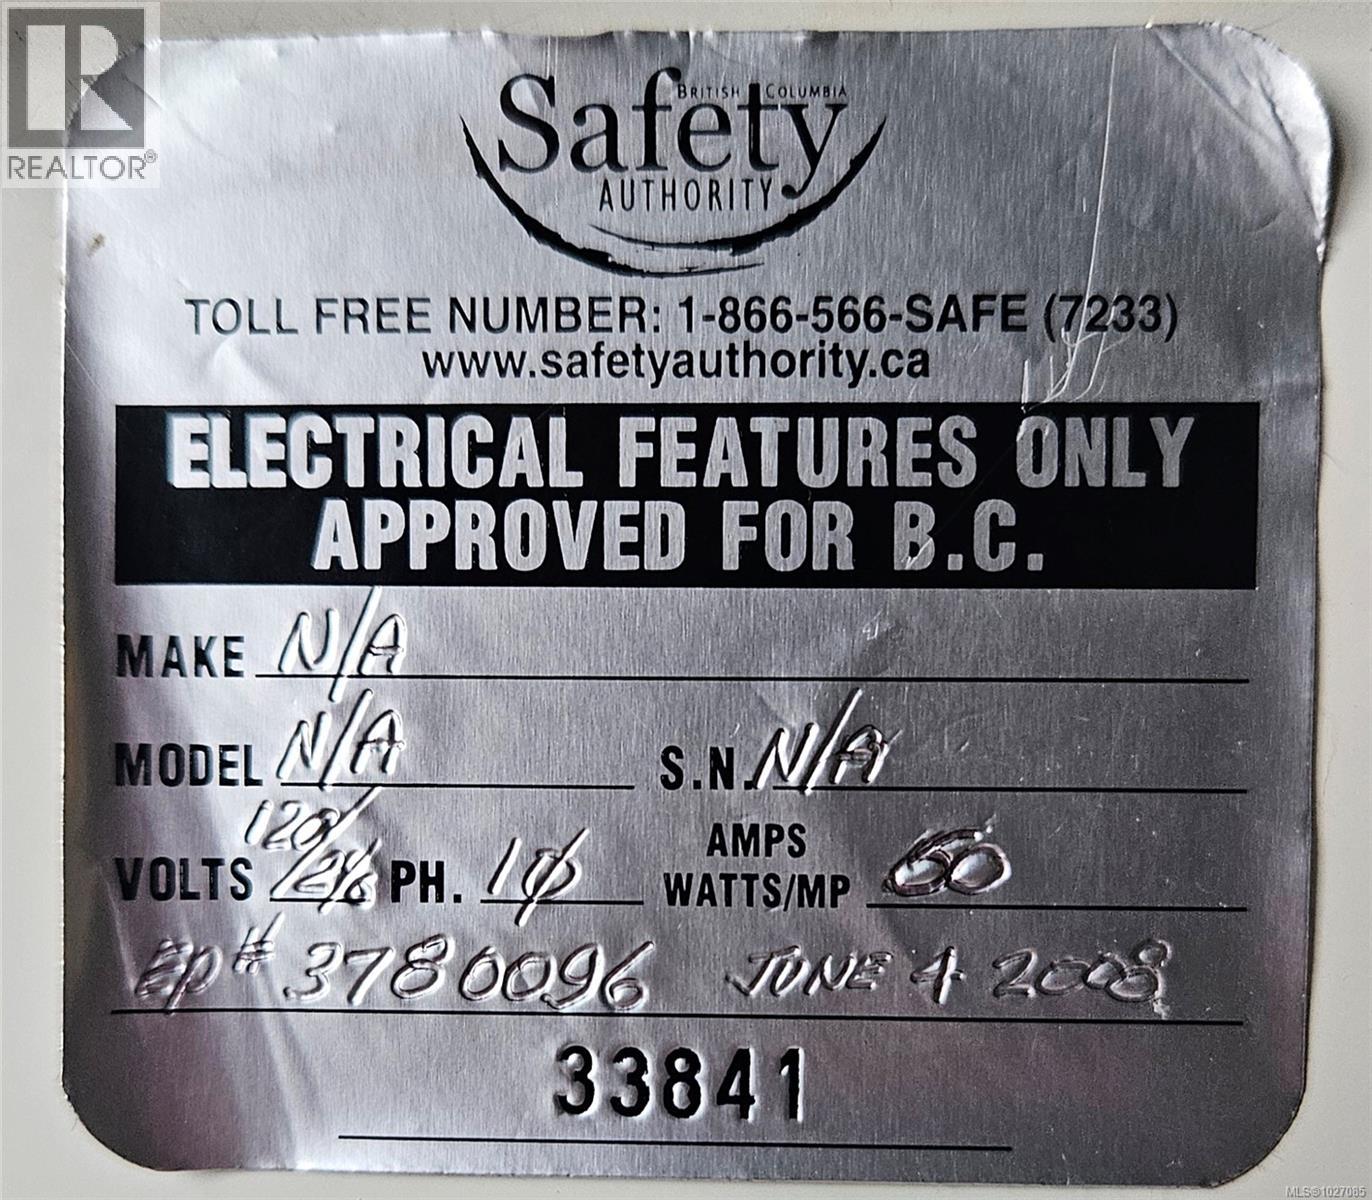 REALTOR®
BRITISH COLUMBIA
Safety
AUTHORITY
TOLL FREE NUMBER: 1-866-566-SAFE (7233)
www.safetyauthority.ca
ELECTRICAL FEATURES ONLY
APPROVED FOR B.C.
MAKE N/A
MODEL N/A S.N. N/A
VOLTS 120/ PH. 1φ AMPS WATTS/MP 60
EP# 3780096 JUNE 4 2008
33841
MLS®1027085